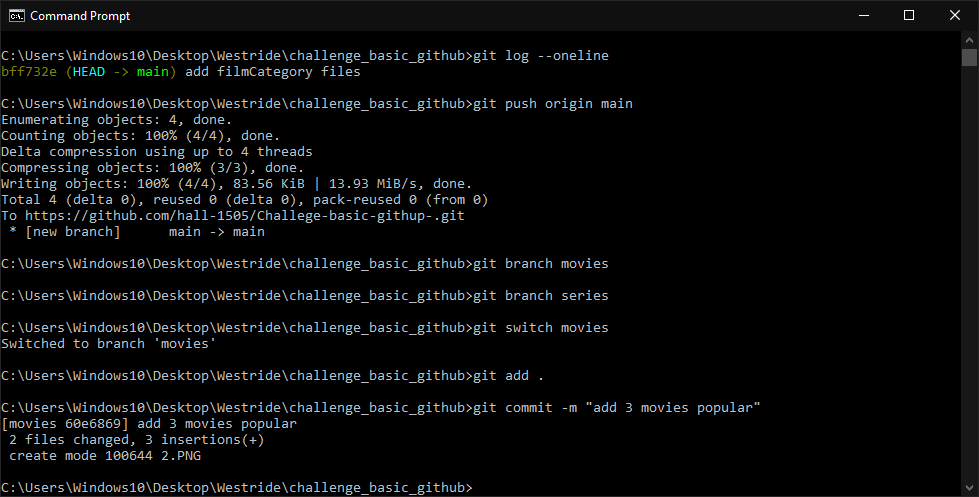 Command Prompt
C:\Users\Windows10\Desktop\Westride\challenge_basic_github>git log --oneline
bff732e (HEAD -> main) add filmCategory files
C:\Users\Windows10\Desktop\Westride\challenge_basic_github>git push origin main
Enumerating objects: 4, done.
Counting objects: 100% (4/4), done.
Delta compression using up to 4 threads
Compressing objects: 100% (3/3), done.
Writing objects: 100% (4/4), 83.56 KiB | 13.93 MiB/s, done.
Total 4 (delta 0), reused 0 (delta 0), pack-reused 0 (from 0)
To https://github.com/hall-1505/Challege-basic-githup-.git
 * [new branch]      main -> main
C:\Users\Windows10\Desktop\Westride\challenge_basic_github>git branch movies
C:\Users\Windows10\Desktop\Westride\challenge_basic_github>git branch series
C:\Users\Windows10\Desktop\Westride\challenge_basic_github>git switch movies
Switched to branch 'movies'
C:\Users\Windows10\Desktop\Westride\challenge_basic_github>git add .
C:\Users\Windows10\Desktop\Westride\challenge_basic_github>git commit -m "add 3 movies popular"
[movies 60e6869] add 3 movies popular
 2 files changed, 3 insertions(+)
 create mode 100644 2.PNG
C:\Users\Windows10\Desktop\Westride\challenge_basic_github>